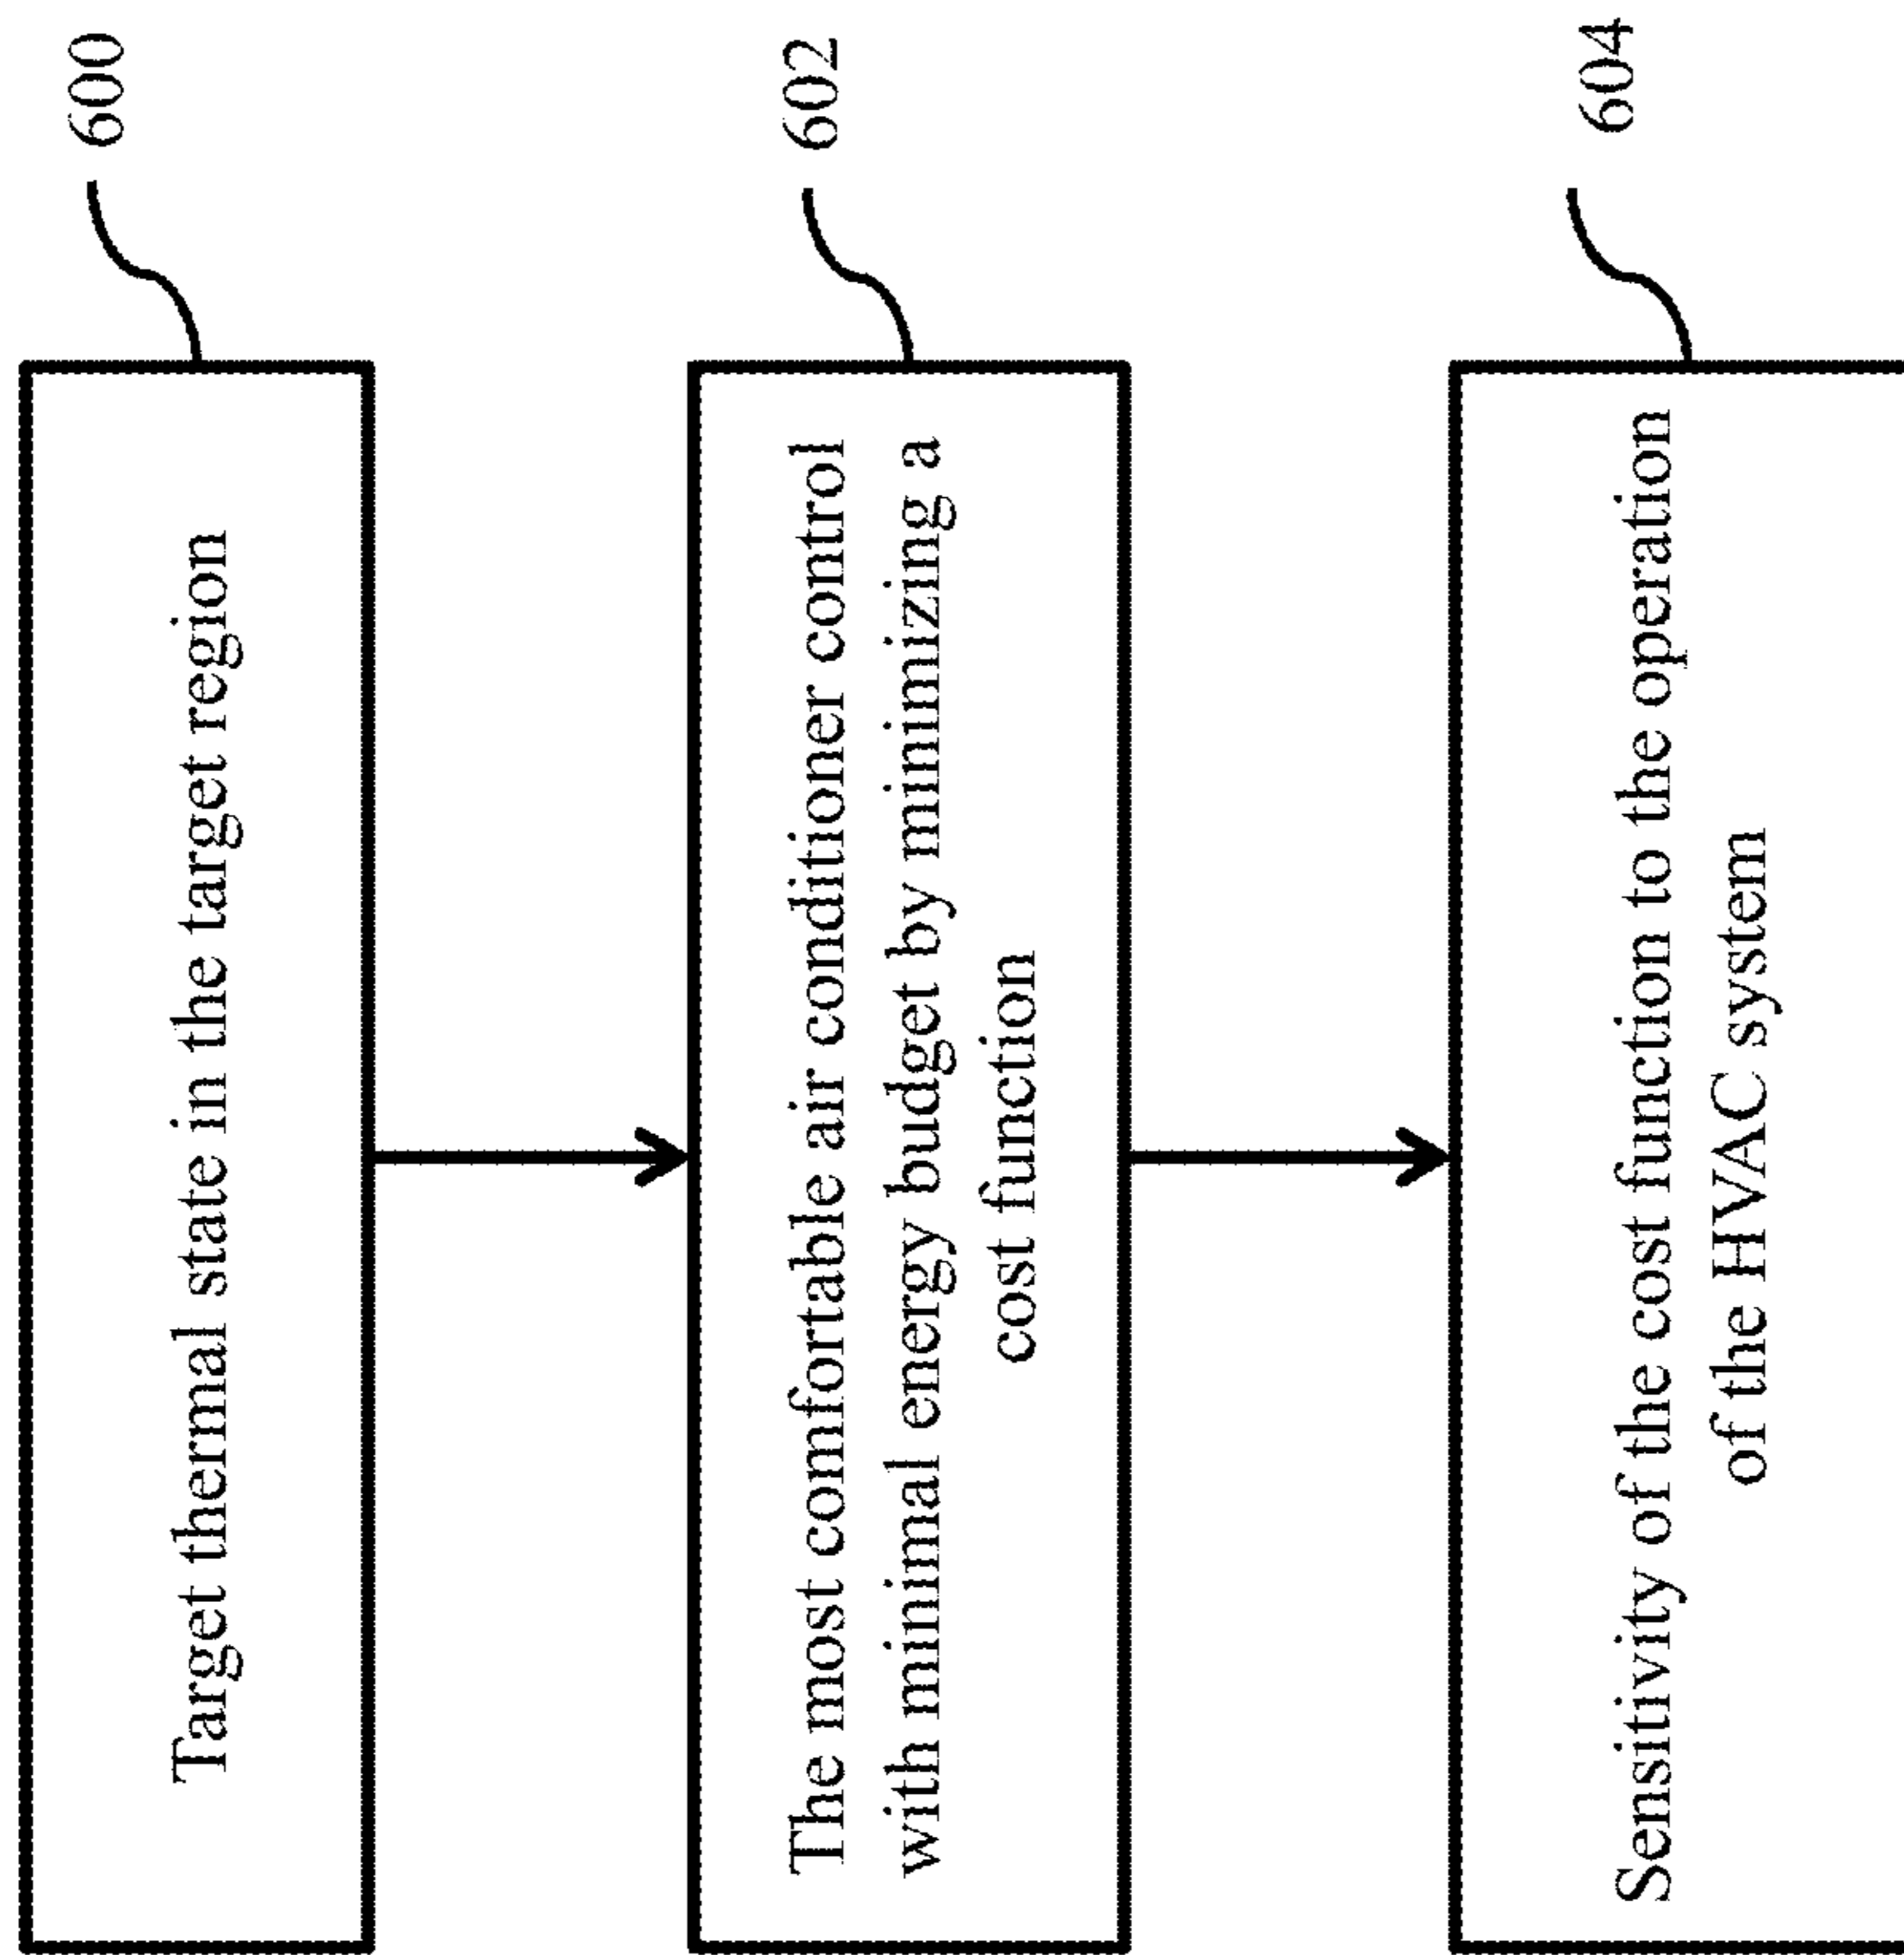 Target thermal state in the target region
600
The most comfortable air conditioner control
with minimal energy budget by minimizing a
cost function
602
Sensitivity of the cost function to the operation
of the HVAC system
604